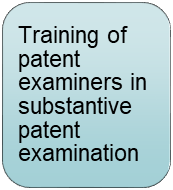 Training of
patent
examiners in
substantive
patent
examination